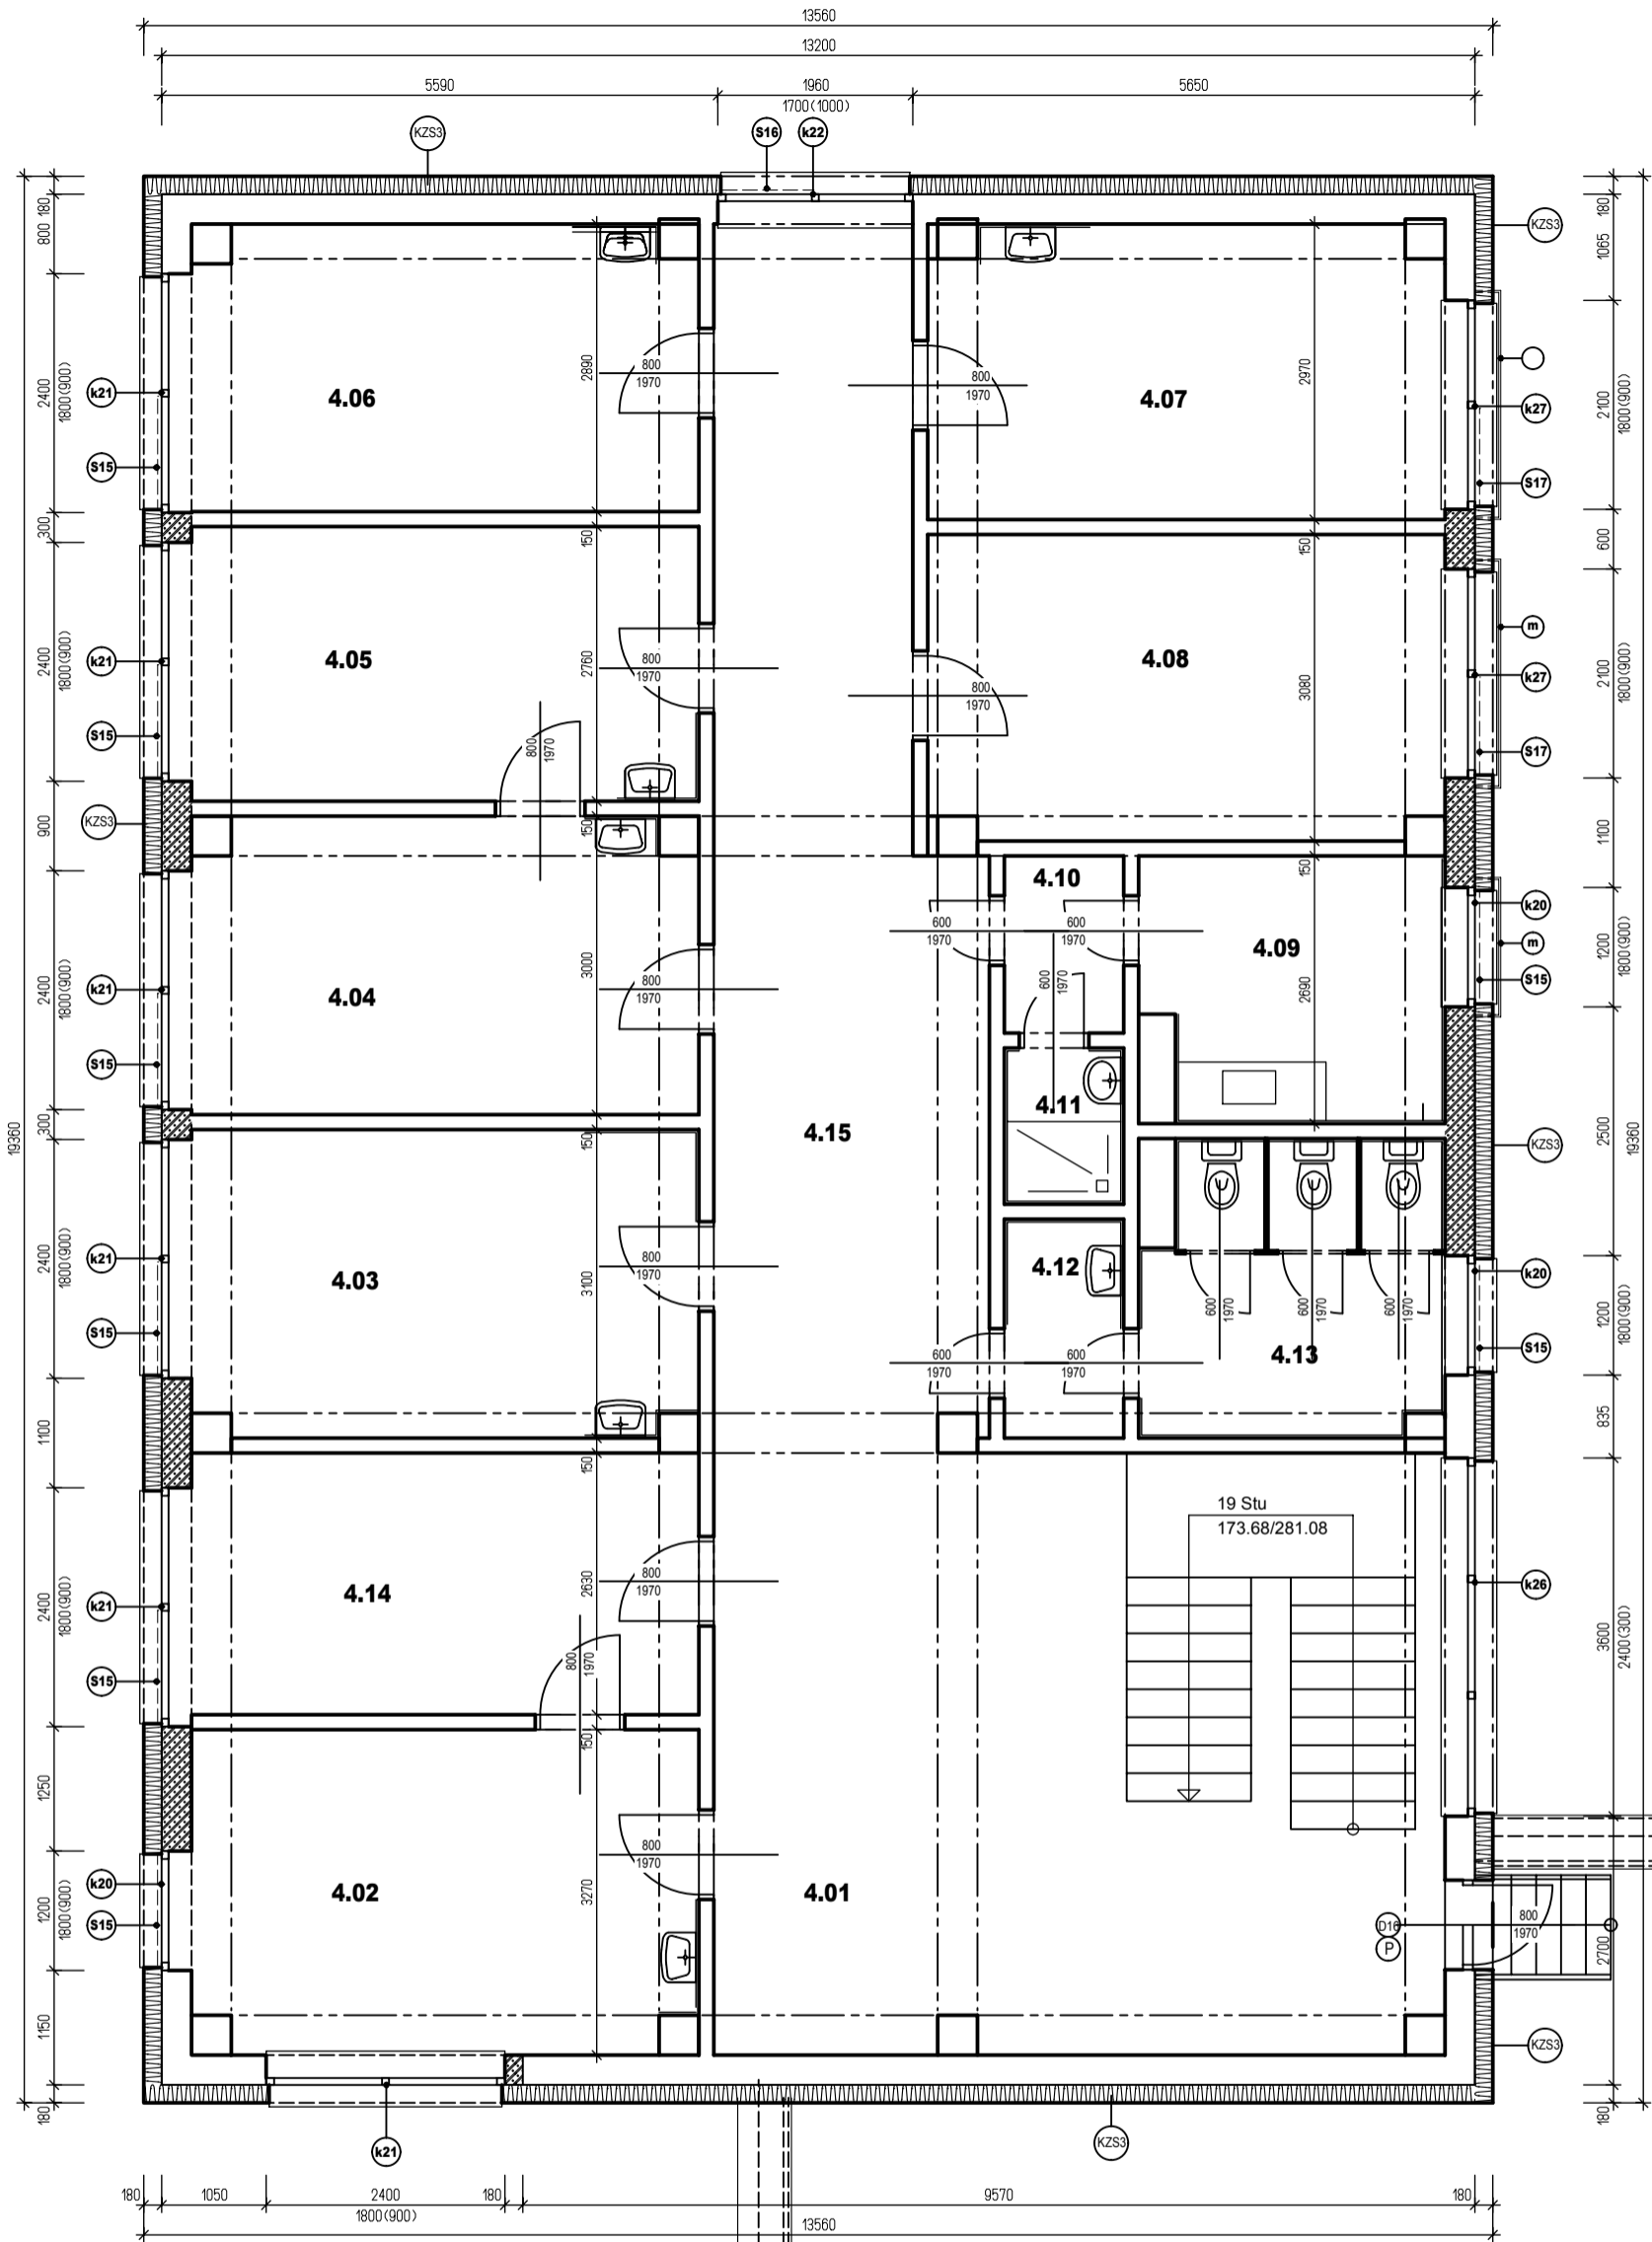 13560
13200
5590 1960 5650
1700(1000)
KZS3 S16 k22
180 180
800 1065 KZS3
2890 800 1970 800 1970 2970
2400 1800(900) k21 4.06 4.07 k27 2100 1800(900)
S15 S17
300 150 150 600
m
2400 1800(900) k21 4.05 2760 800 1970 800 1970 4.08 3080 k27 2100 1800(900)
S15 800 1970 S17
900 KZS3 150 150 1100
4.10 k20
600 1970 600 1970 4.09 m 1200 1800(900)
2400 1800(900) k21 4.04 3000 800 1970 600 1970 2690 S15
S15
4.11
19360 300 150 4.15 2500 KZS3 19360
2400 1800(900) k21 4.03 3100 800 1970 4.12 k20
600 1970 600 1970 600 1970 1200 1800(900)
S15 600 1970 600 1970 4.13 S15
1100 835
150
19 Stu
173.68/281.08
2400 1800(900) k21 4.14 2630 800 1970 k26
S15 800 1970 3600 2400(300)
1250 150
800 1970
k20 4.02 3270 4.01
1200 1800(900) S15 D16 800 1970 2700
P
1150 KZS3
180 180
k21 KZS3
180 1050 2400 180 9570 180
1800(900)
13560